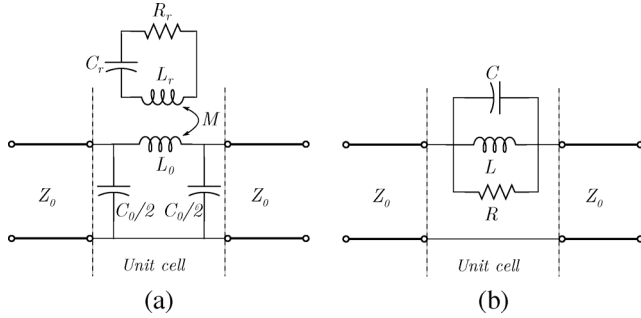 R_r
C_r
L_r
M
L_0
C_0/2 C_0/2
Z_0 Z_0
Unit cell
(a)
C
L
R
Z_0 Z_0
Unit cell
(b)